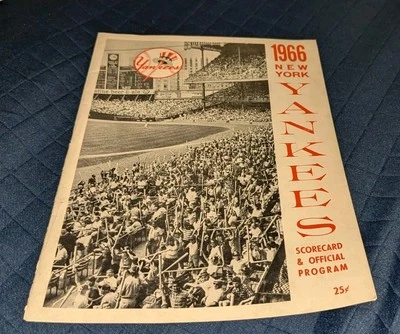 Yankees
1966
NEW
YORK
YANKEES
SCORECARD
& OFFICIAL
PROGRAM
25¢